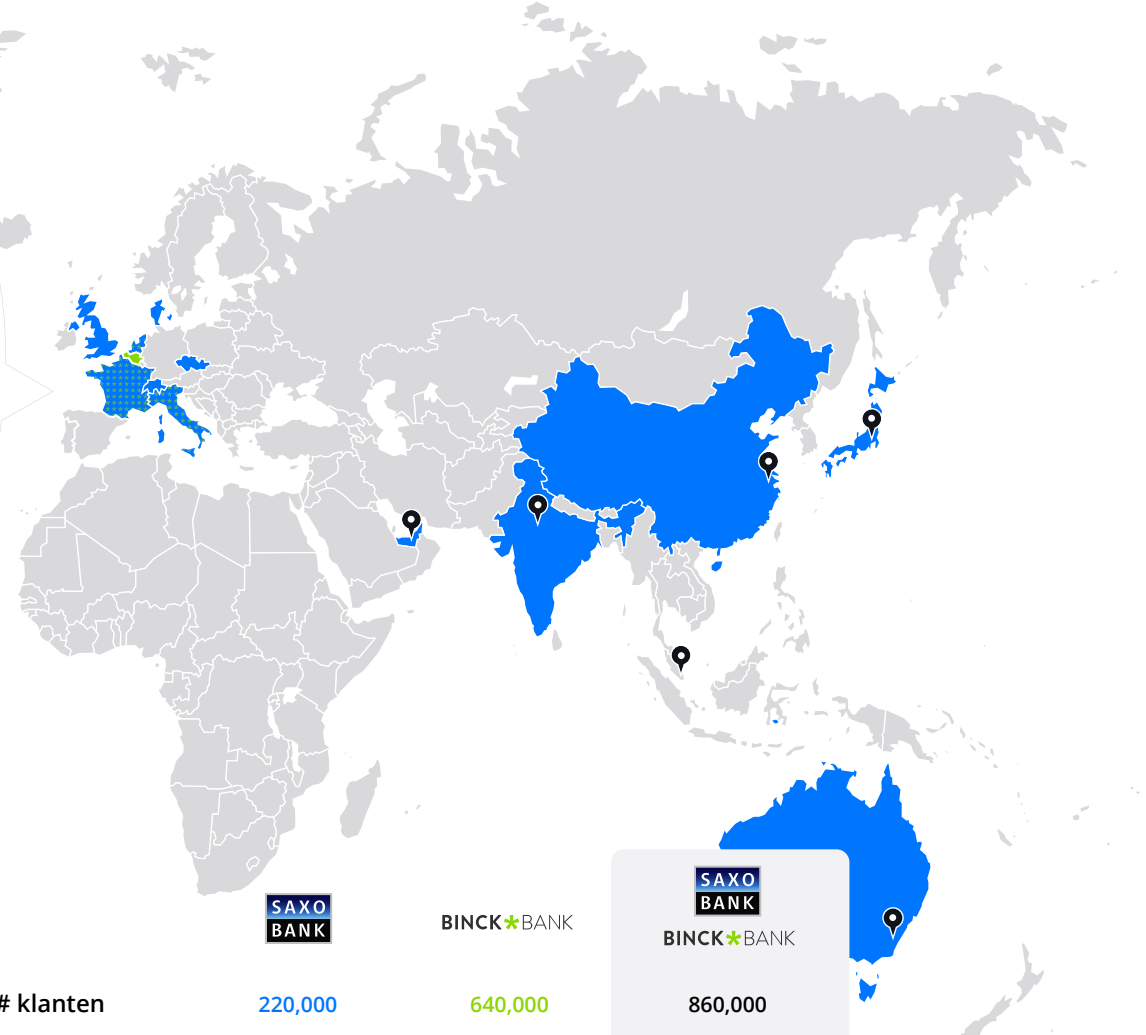 SAXO
BANK
BINCK*BANK
SAXO
BANK
BINCK*BANK
# klanten
220,000
640,000
860,000